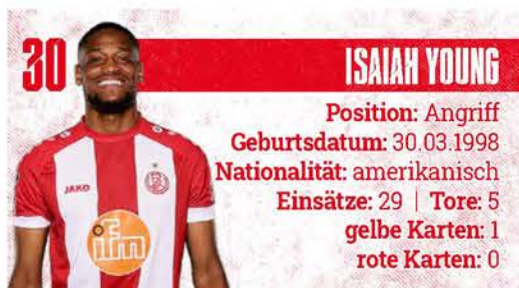 30
ISAIAH YOUNG
Position: Angriff
Geburtsdatum: 30.03.1998
Nationalität: amerikanisch
Einsätze: 29 | Tore: 5
gelbe Karten: 1
rote Karten: 0
JAKO
ifm